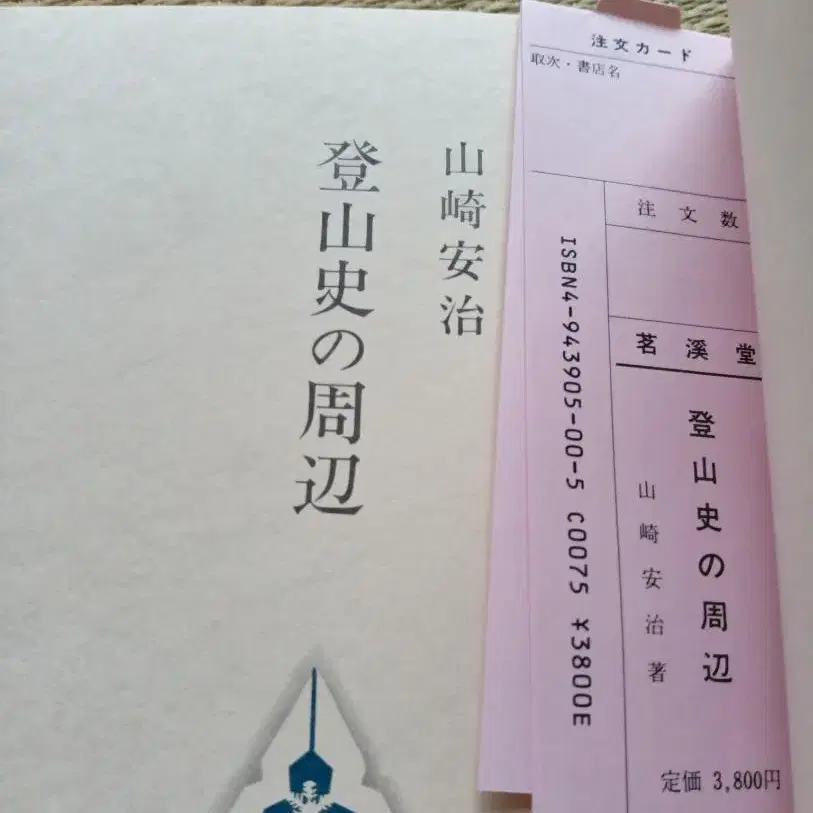 山崎安治
登山史の周辺
注文カード
取次・書店名
注文数
茗溪堂
登山史の周辺
山崎安治著
ISBN4-943905-00-5 C0075 ¥3800E
定価 3,800円